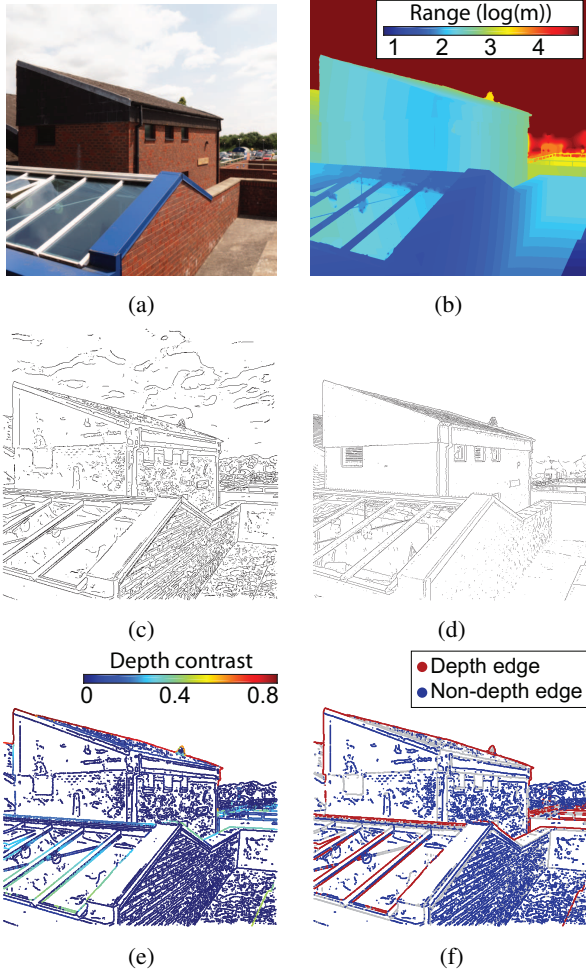 Range (log(m))
1 2 3 4
(a)
(b)
(c)
(d)
Depth contrast
0 0.4 0.8
Depth edge
Non-depth edge
(e)
(f)